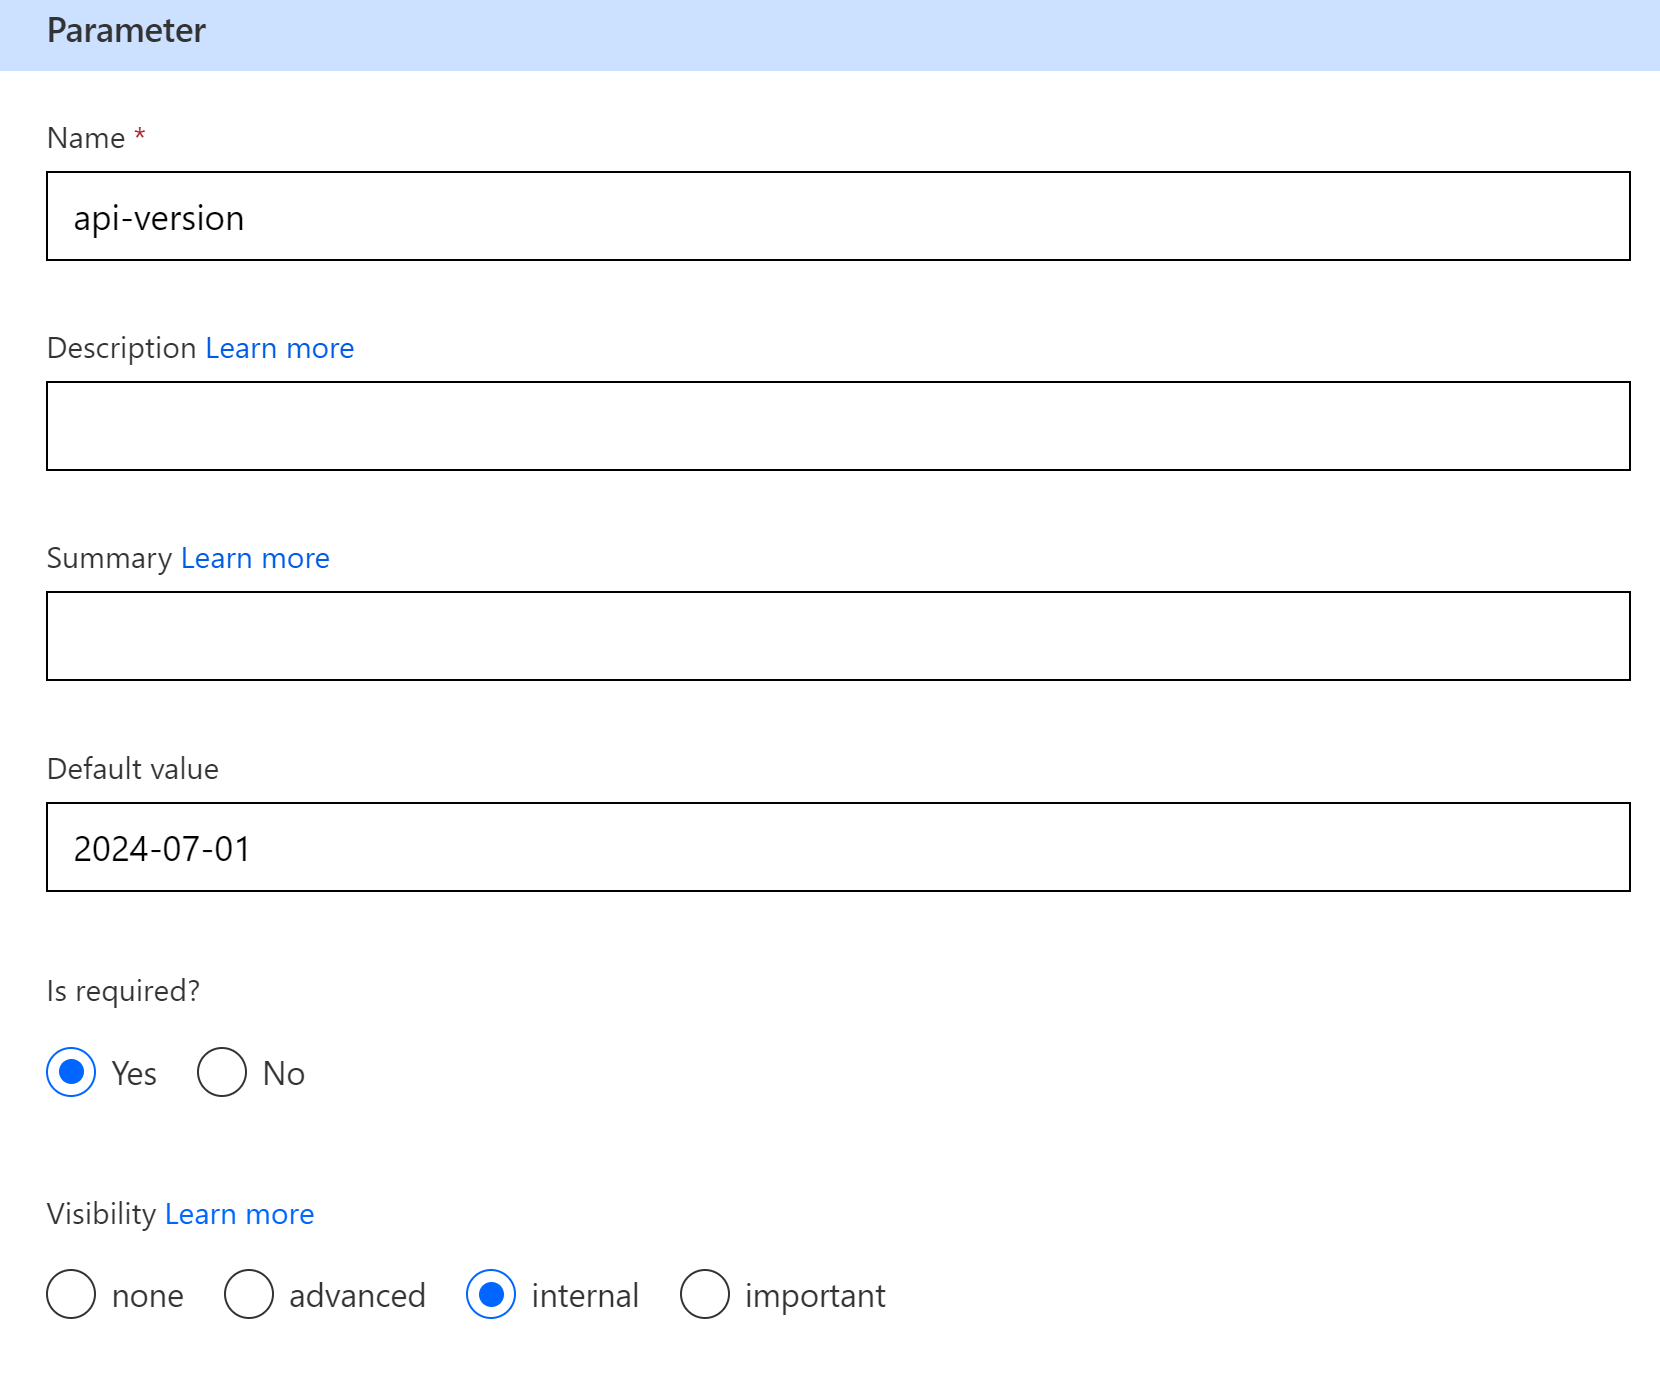 Parameter
Name *
api-version
Description Learn more
Summary Learn more
Default value
2024-07-01
Is required?
Yes No
Visibility Learn more
none advanced internal important